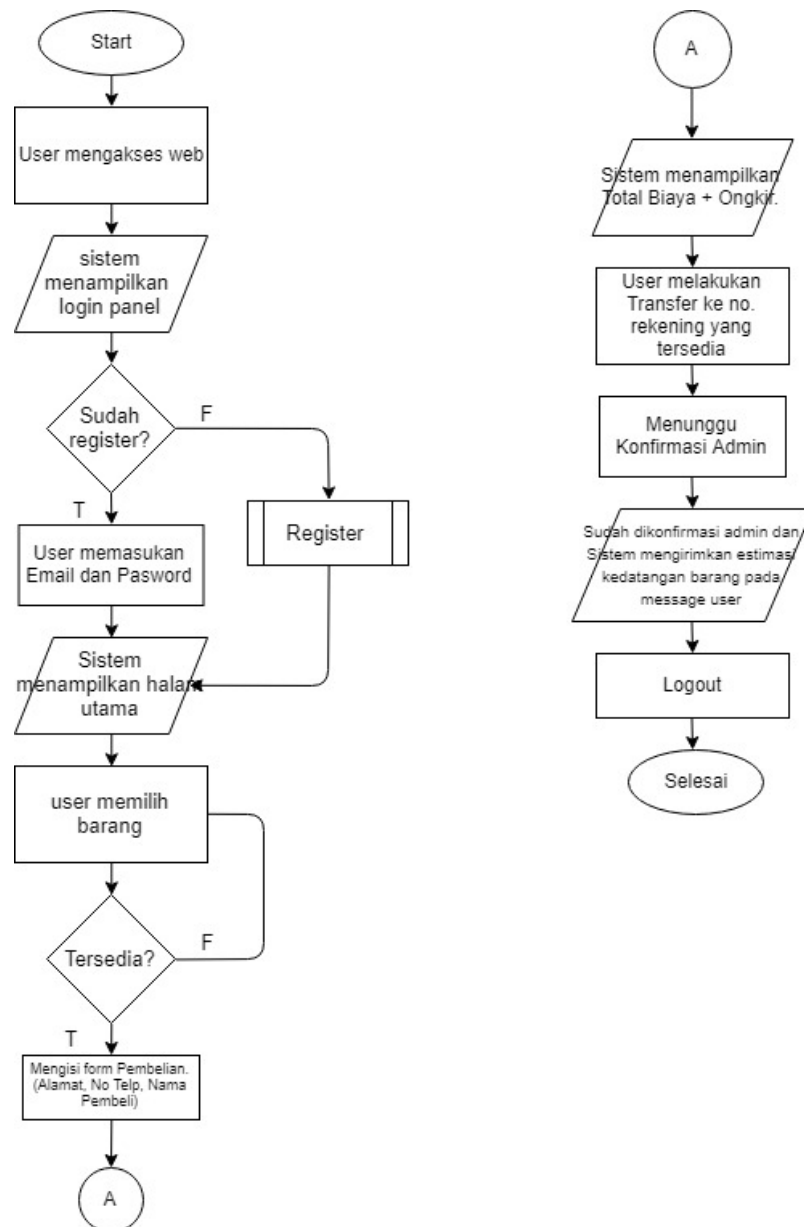 Start
User mengakses web
sistem
menampilkan
login panel
Sudah
register?
F
T
Register
User memasukan
Email dan Pasword
Sistem
menampilkan halan
utama
user memilih
barang
Tersedia?
F
T
Mengisi form Pembelian.
(Alamat, No Telp, Nama
Pembeli)
A
A
Sistem menampilkan
Total Biaya + Ongkir.
User melakukan
Transfer ke no.
rekening yang
tersedia
Menunggu
Konfirmasi Admin
Sudah dikonfirmasi admin dan
Sistem mengirimkan estimasi
kedatangan barang pada
message user
Logout
Selesai